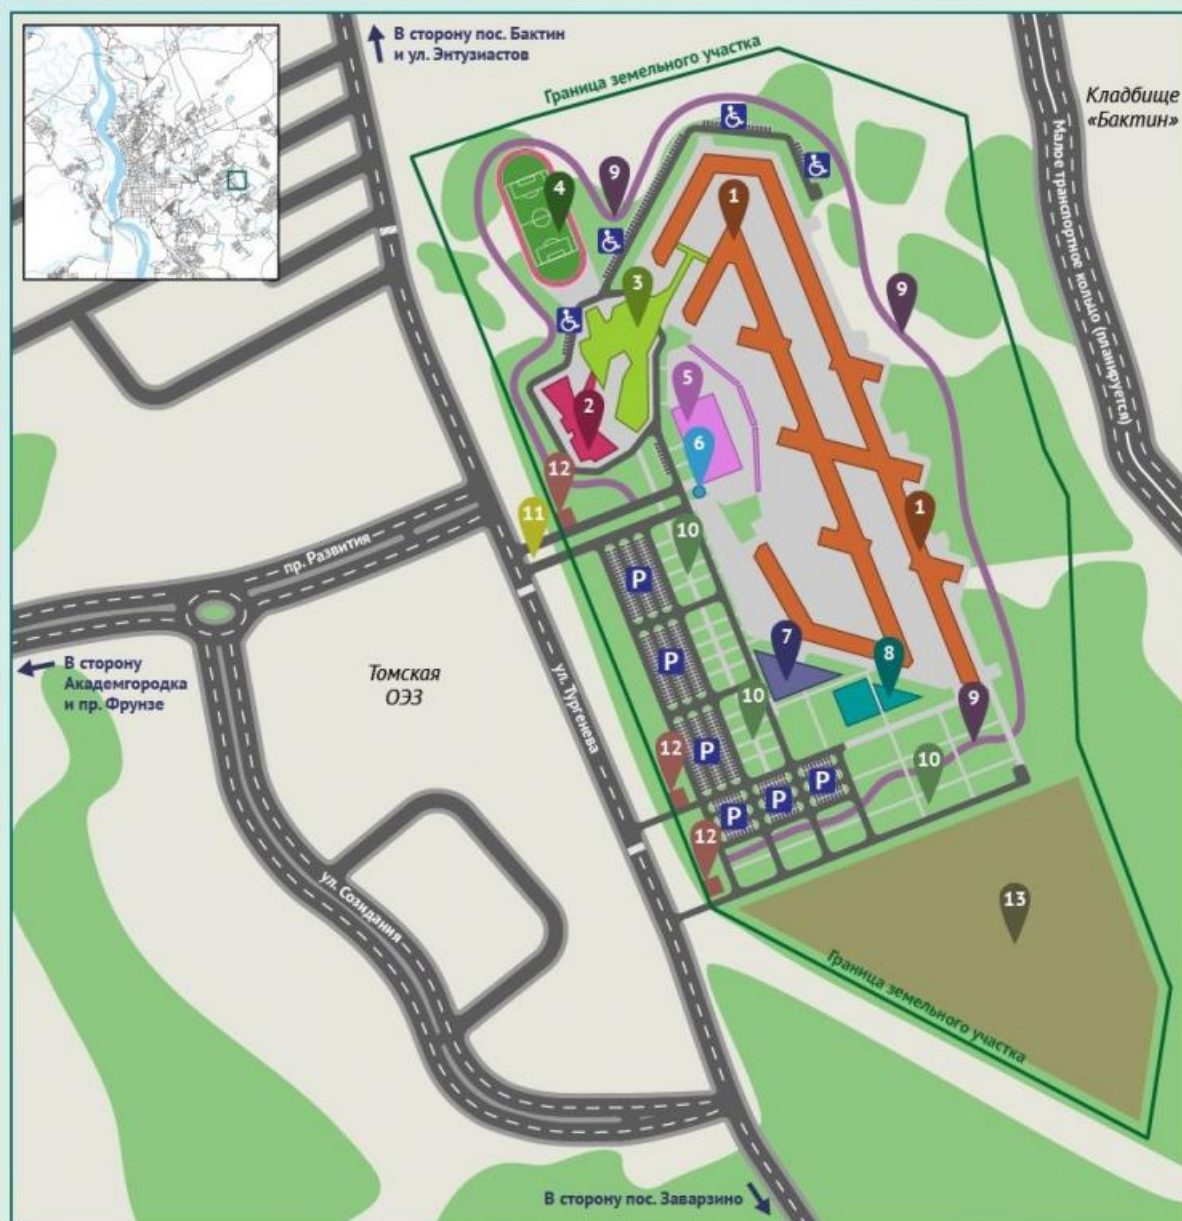 В сторону пос. Бактин
и ул. Энтузиастов
Граница земельного участка
Кладбище
«Бактин»
Малое транспортное кольцо (планируется)
9
4
1
3
9
5
2
6
12
1
11
10
пр. Развития
P
7
8
P
В сторону
Академгородка
и пр. Фрунзе
Томская
ОЭЗ
ул. Тургенева
10
9
12
P
10
P
P
P
12
ул. Созидания
13
Граница земельного участка
В сторону пос. Заварзино